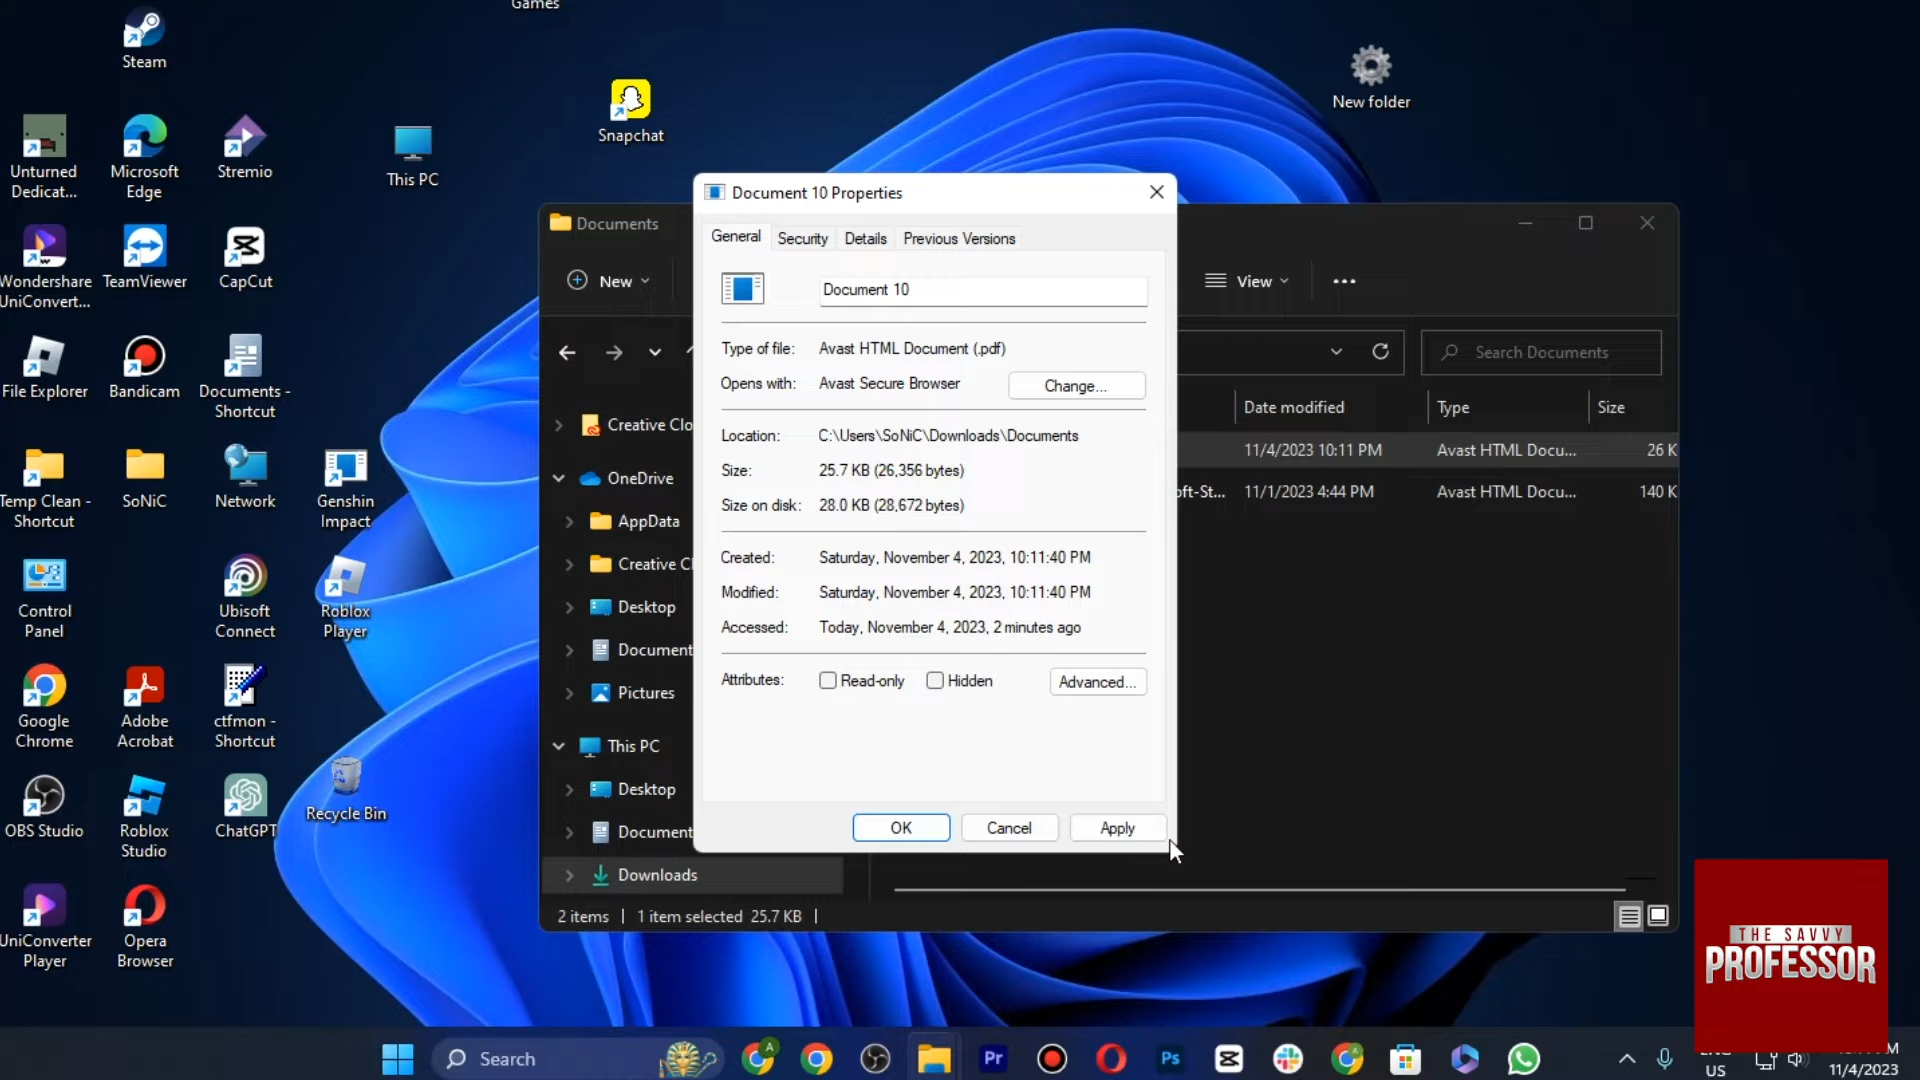 Games
Steam
Snapchat
New folder
Unturned
Dedicat...
Microsoft
Edge
Stremio
This PC
Wondershare
UniConvert...
TeamViewer
CapCut
File Explorer
Bandicam
Documents -
Shortcut
Temp Clean -
Shortcut
SoNiC
Network
Genshin
Impact
Control
Panel
Ubisoft
Connect
Roblox
Player
Google
Chrome
Adobe
Acrobat
ctfmon -
Shortcut
Recycle Bin
OBS Studio
Roblox
Studio
ChatGPT
UniConverter
Player
Opera
Browser
Documents
New
View
Search Documents
Date modified
Type
Size
11/4/2023 10:11 PM
Avast HTML Docu...
26 K
oft-St...
11/1/2023 4:44 PM
Avast HTML Docu...
140 K
Creative Clo
OneDrive
AppData
Creative Cl
Desktop
Document
Pictures
This PC
Desktop
Document
Downloads
2 items
1 item selected 25.7 KB
Document 10 Properties
General
Security
Details
Previous Versions
Document 10
Type of file: Avast HTML Document (.pdf)
Opens with: Avast Secure Browser
Change...
Location: C:\Users\SoNiC\Downloads\Documents
Size: 25.7 KB (26,356 bytes)
Size on disk: 28.0 KB (28,672 bytes)
Created: Saturday, November 4, 2023, 10:11:40 PM
Modified: Saturday, November 4, 2023, 10:11:40 PM
Accessed: Today, November 4, 2023, 2 minutes ago
Attributes: Read-only Hidden Advanced...
OK
Cancel
Apply
THE SAVVY
PROFESSOR
Search
A
Pr
Ps
US
11/4/2023